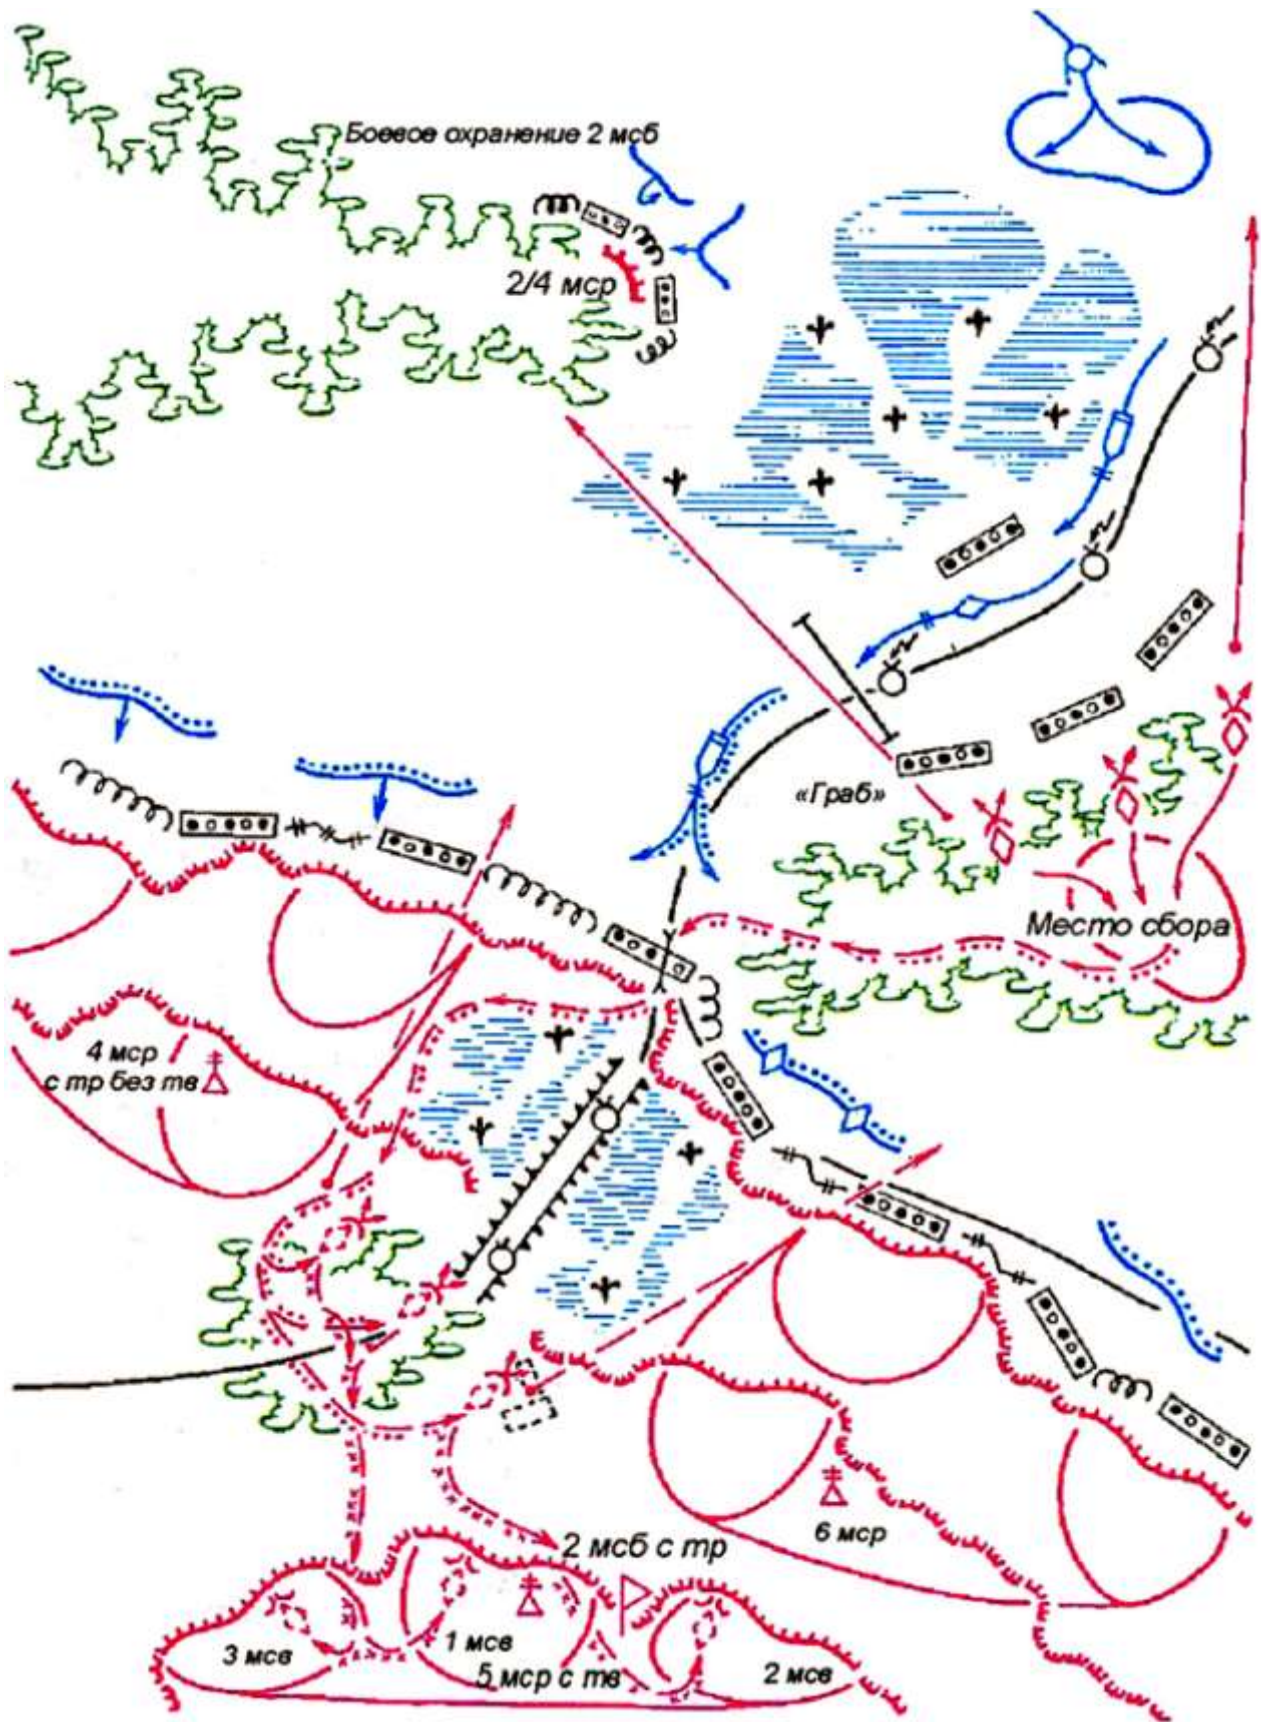 Боевое охранение 2 мсб
2/4 мср
«Граб»
Место сбора
4 мср
с тр без тв
6 мср
2 мсб с тр
1 мсв
3 мсв
5 мср с тв
2 мсв